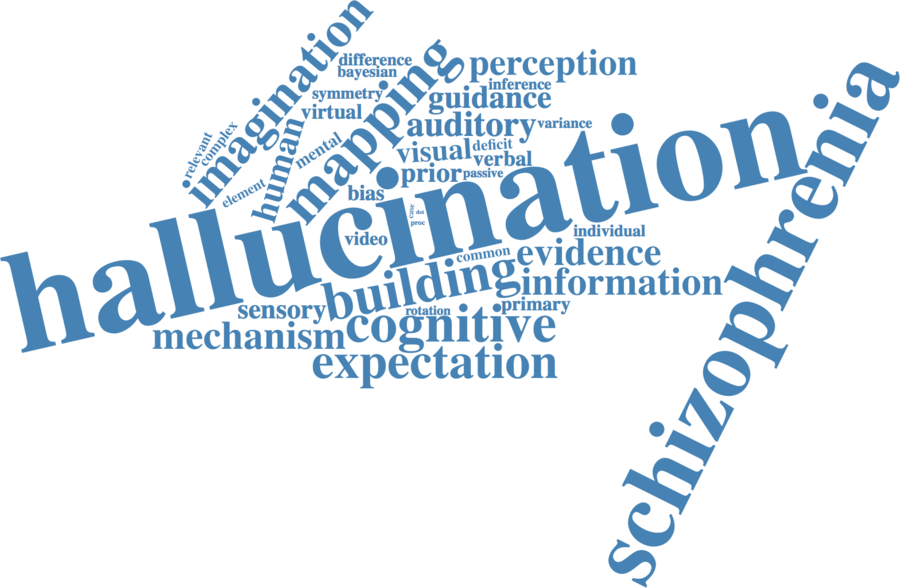 imagination
difference
bayesian
perception
mapping
inference
symmetry
guidance
virtual
auditory
variance
relevant
complex
human
mental
visual
deficit
verbal
prior
passive
element
bias
schizophrenia
hallucination
case
dot
proc
video
individual
common
evidence
building
information
sensory
rotation
primary
mechanism
cognitive
expectation